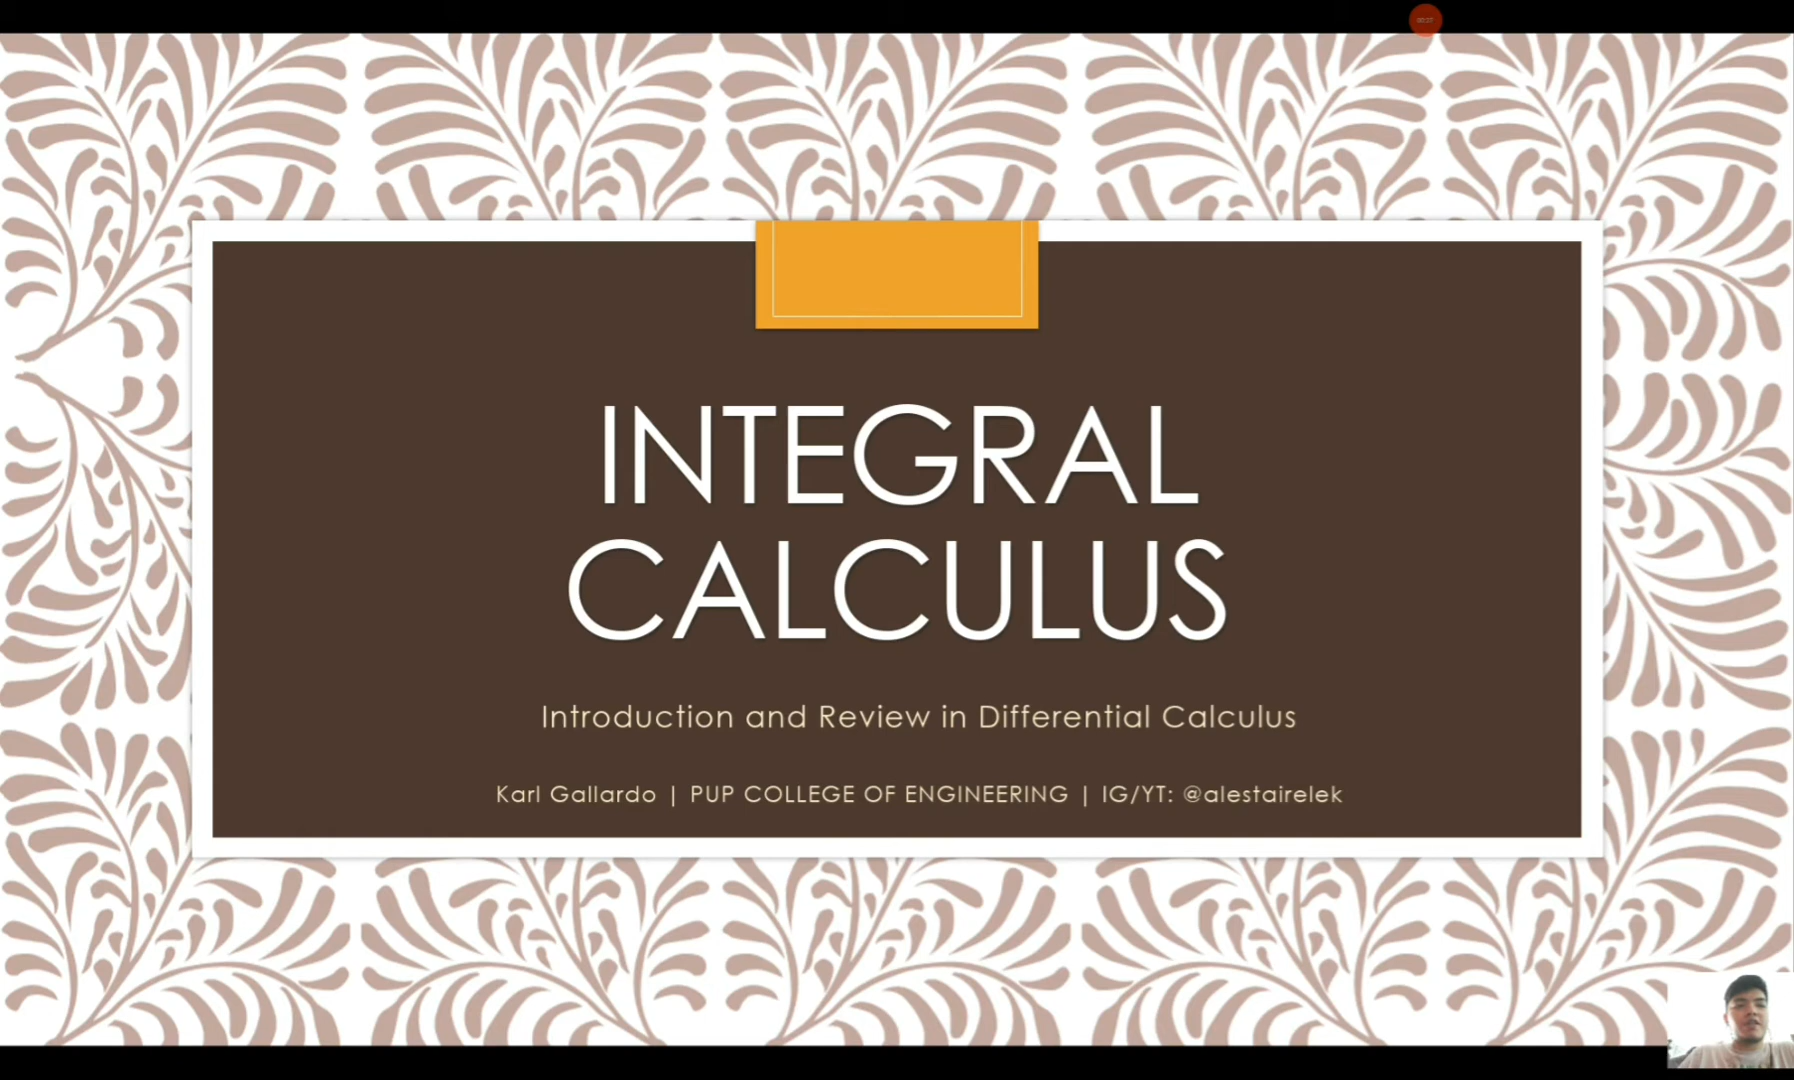 INTEGRAL
CALCULUS
Introduction and Review in Differential Calculus
Karl Gallardo | PUP COLLEGE OF ENGINEERING | IG/YT: @alestairelek